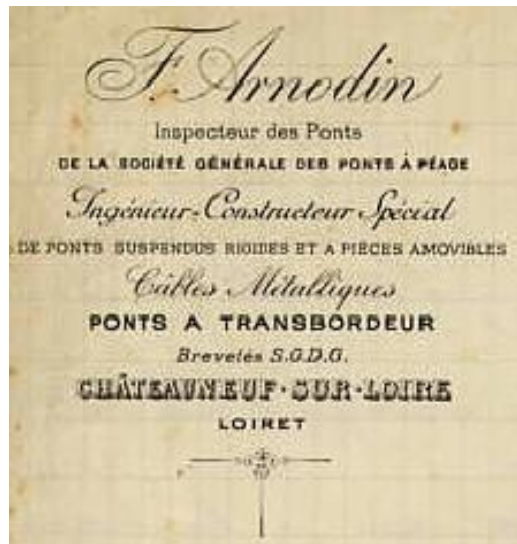 F. Arnodin
Inspecteur des Ponts
DE LA SOCIÉTÉ GÉNÉRALE DES PONTS À PÉAGE
Ingénieur-Constructeur Spécial
DE PONTS SUSPENDUS RIGIDES ET A PIÈCES AMOVIBLES
Câbles Métalliques
PONTS A TRANSBORDEUR
Brevetés S.G.D.G.
CHÂTEAUNEUF-SUR-LOIRE
LOIRET